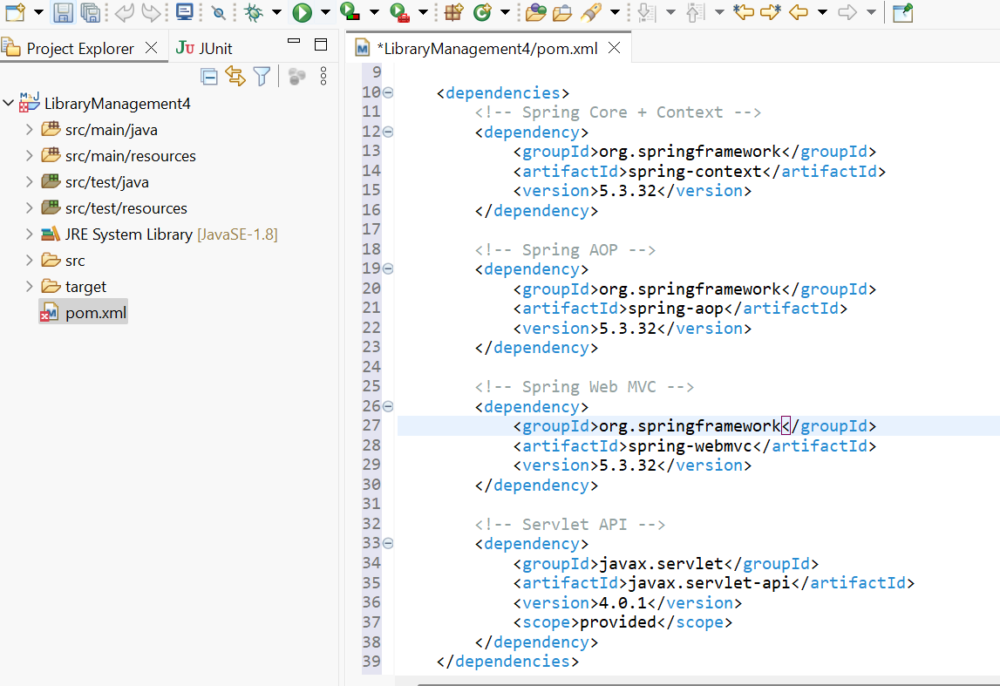 Project Explorer
JUnit
LibraryManagement4
src/main/java
src/main/resources
src/test/java
src/test/resources
JRE System Library [JavaSE-1.8]
src
target
pom.xml
*LibraryManagement4/pom.xml
9
10 <dependencies>
11 <!-- Spring Core + Context -->
12 <dependency>
13 <groupId>org.springframework</groupId>
14 <artifactId>spring-context</artifactId>
15 <version>5.3.32</version>
16 </dependency>
17
18 <!-- Spring AOP -->
19 <dependency>
20 <groupId>org.springframework</groupId>
21 <artifactId>spring-aop</artifactId>
22 <version>5.3.32</version>
23 </dependency>
24
25 <!-- Spring Web MVC -->
26 <dependency>
27 <groupId>org.springframework</groupId>
28 <artifactId>spring-webmvc</artifactId>
29 <version>5.3.32</version>
30 </dependency>
31
32 <!-- Servlet API -->
33 <dependency>
34 <groupId>javax.servlet</groupId>
35 <artifactId>javax.servlet-api</artifactId>
36 <version>4.0.1</version>
37 <scope>provided</scope>
38 </dependency>
39 </dependencies>